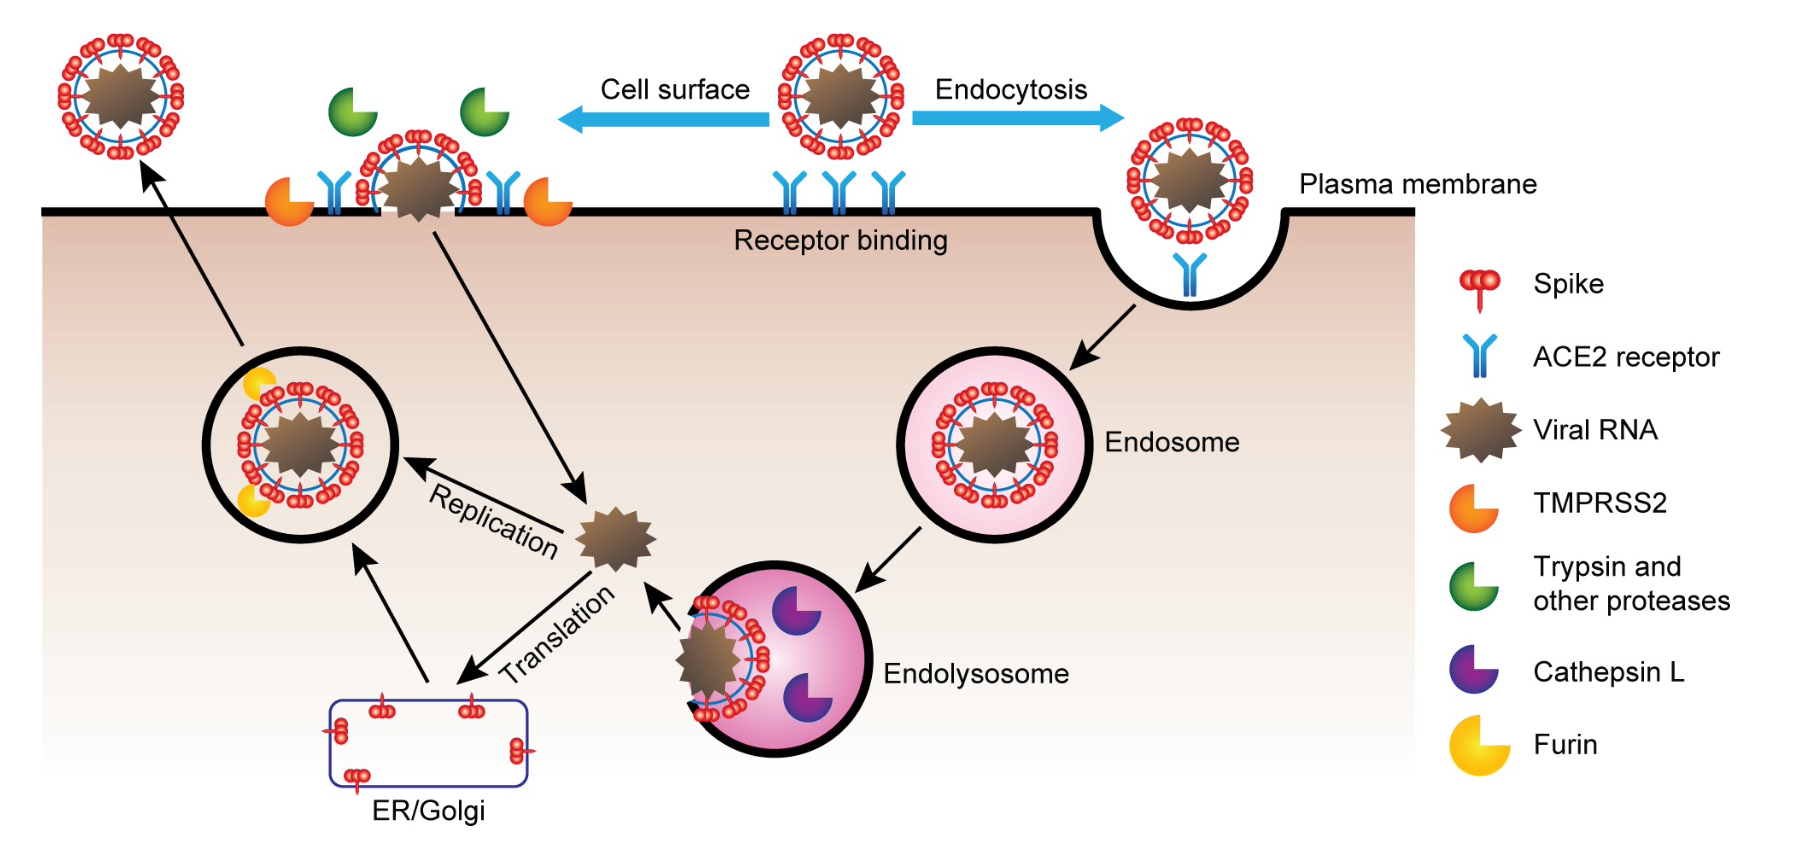 Cell surface
Endocytosis
Plasma membrane
Receptor binding
Spike
ACE2 receptor
Viral RNA
TMPRSS2
Trypsin and
other proteases
Cathepsin L
Furin
Endosome
Replication
Translation
Endolysosome
ER/Golgi